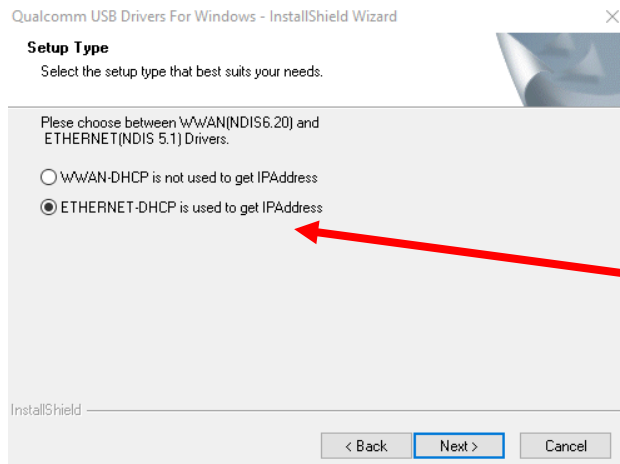 Qualcomm USB Drivers For Windows - InstallShield Wizard
Setup Type
Select the setup type that best suits your needs.
Plese choose between WWAN(NDIS6.20) and
ETHERNET(NDIS 5.1) Drivers.
WWAN-DHCP is not used to get IPAddress
ETHERNET-DHCP is used to get IPAddress
InstallShield
< Back Next > Cancel